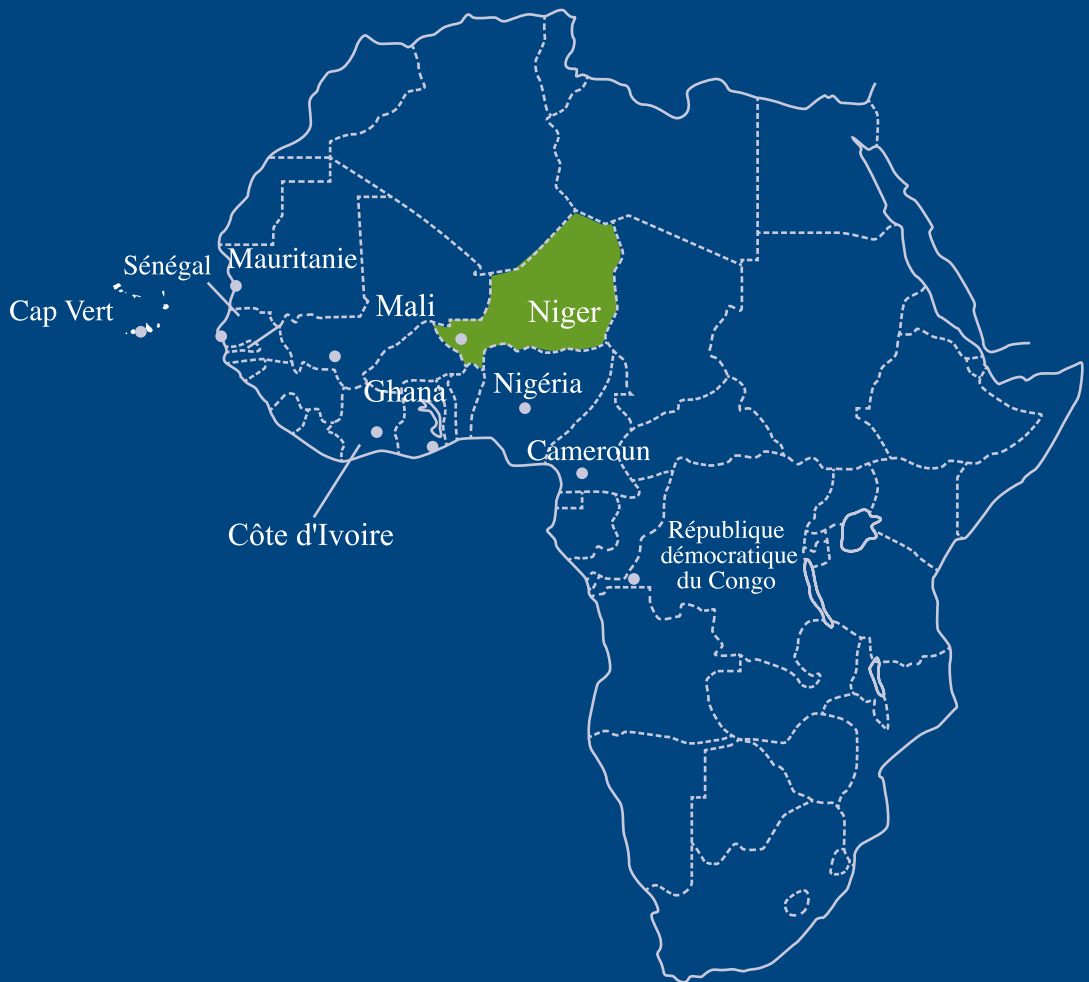 Sénégal
Mauritanie
Cap Vert
Mali
Niger
Ghana
Nigéria
Cameroun
Côte d'Ivoire
République
démocratique
du Congo